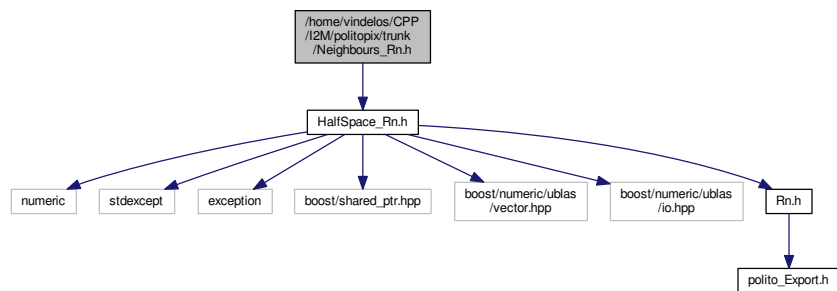 /home/vindelos/CPP
/I2M/politopix/trunk
/Neighbours_Rn.h
HalfSpace_Rn.h
numeric
stdexcept
exception
boost/shared_ptr.hpp
boost/numeric/ublas
/vector.hpp
boost/numeric/ublas
/io.hpp
Rn.h
polito_Export.h